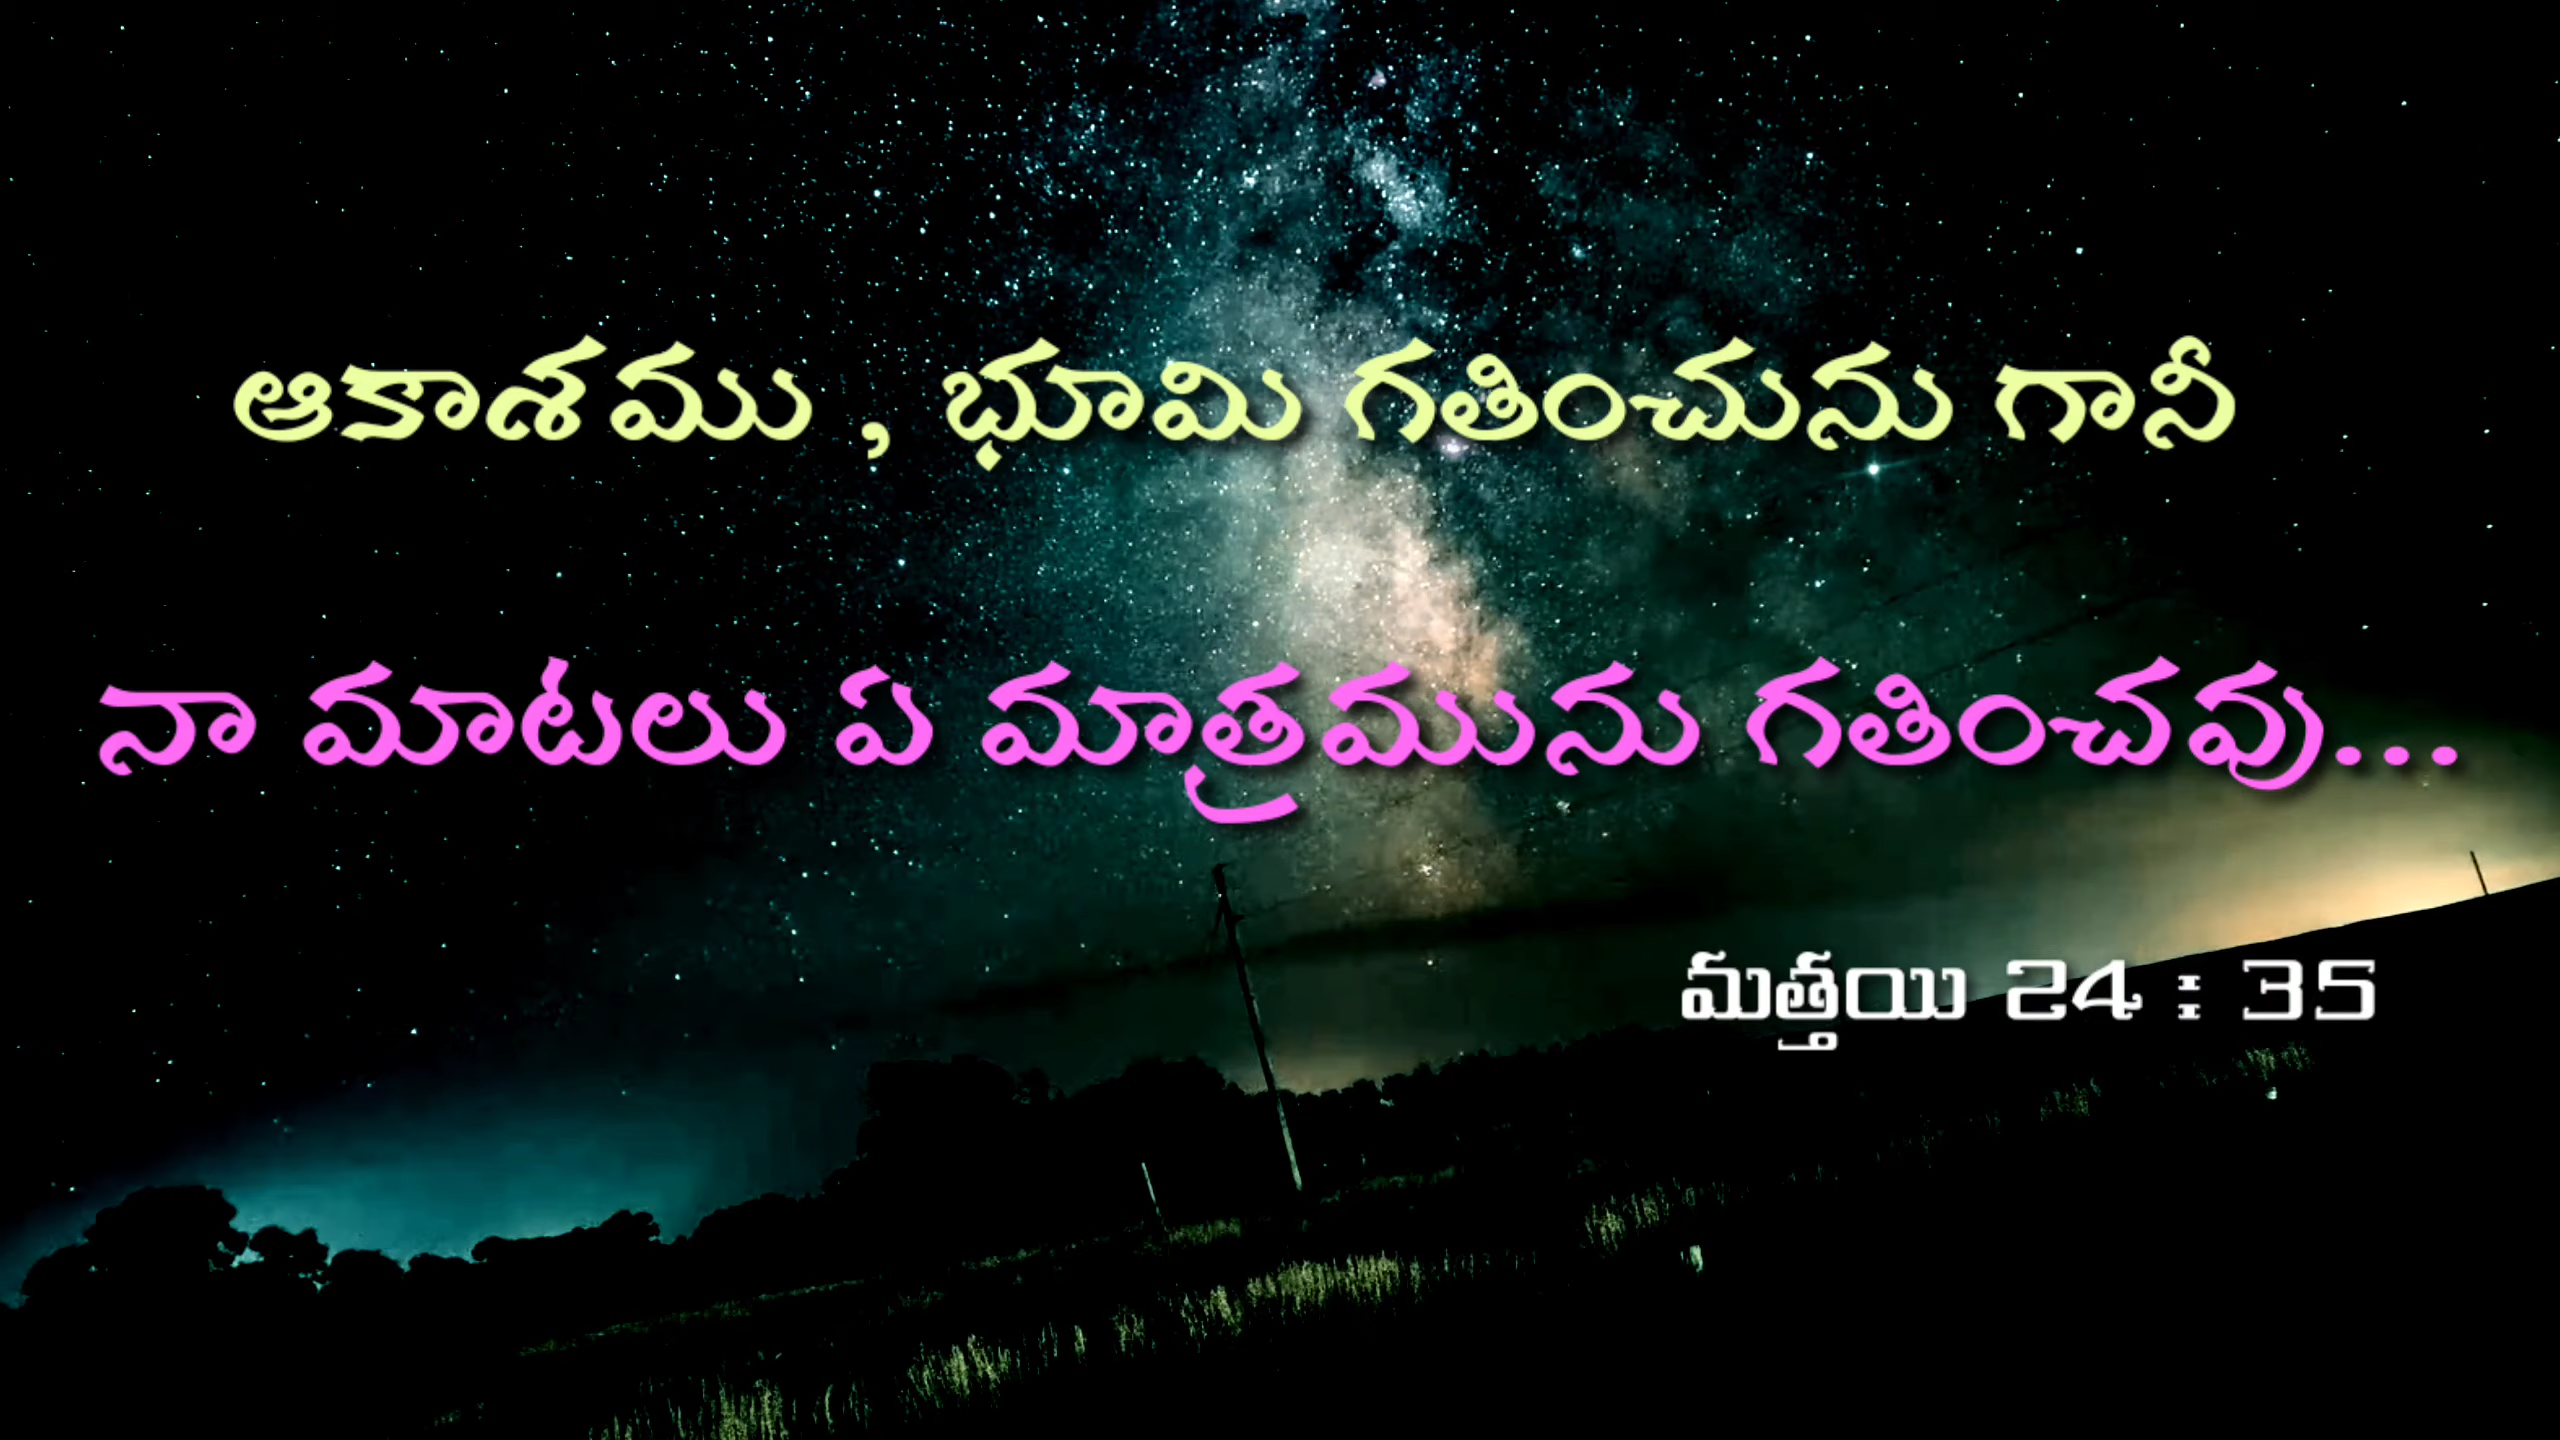 ఆకాశము , భూమి గతించును గానీ
నా మాటలు ఏ మాత్రమును గతించవు...
మత్తయి 24 : 35